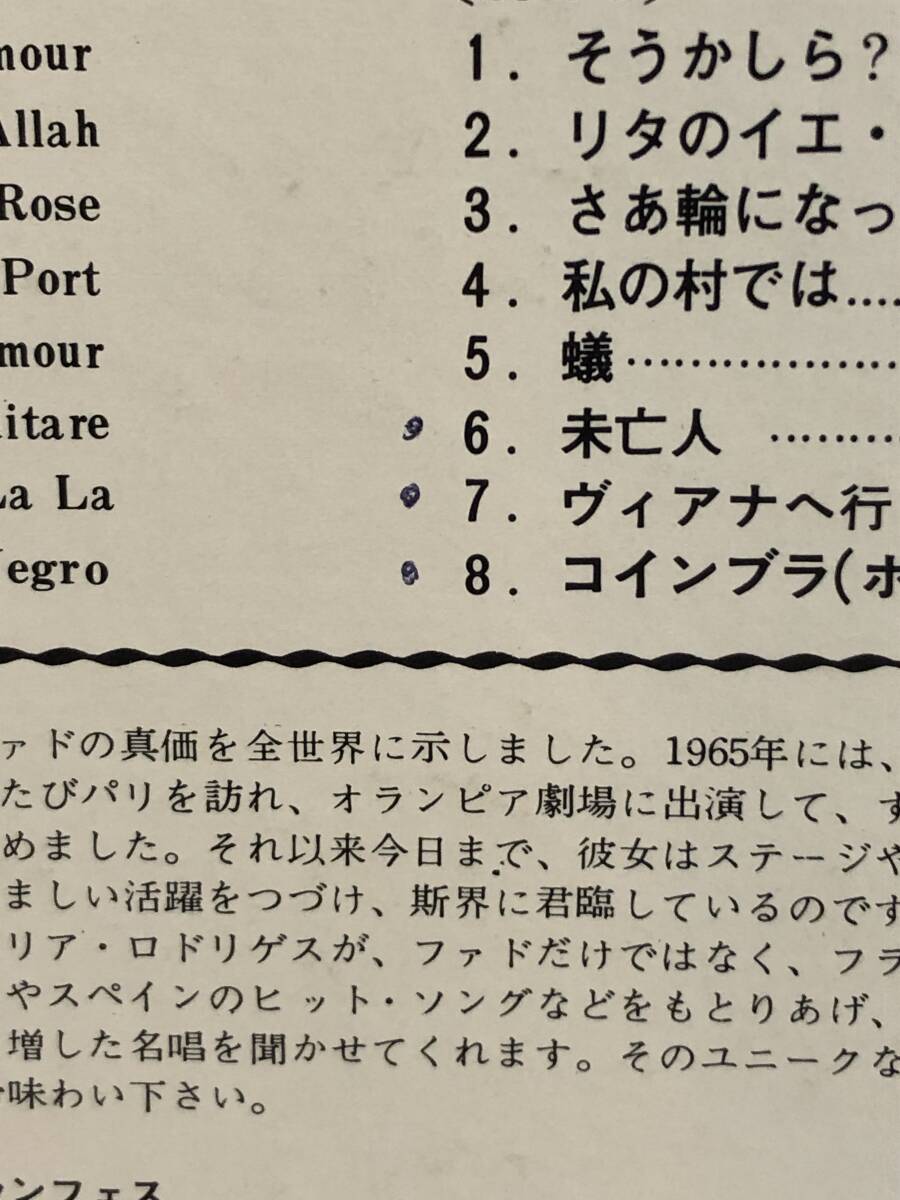 mour
Allah
Rose
Port
mour
itare
La La
Negro
1. そうかしら？
2. リタのイエ・
3. さあ輪になっ
4. 私の村では....
5. 蟻………………
6. 未亡人 ………
7. ヴィアナへ行
8. コインブラ(ホ
ァドの真価を全世界に示しました。1965年には、
たびパリを訪れ、オランピア劇場に出演して、す
めました。それ以来今日まで、彼女はステージや
ましい活躍をつづけ、斯界に君臨しているのです
リア・ロドリゲスが、ファドだけではなく、フラ
やスペインのヒット・ソングなどをもとりあげ、
増した名唱を聞かせてくれます。そのユニークな
味わい下さい。
ンフェス